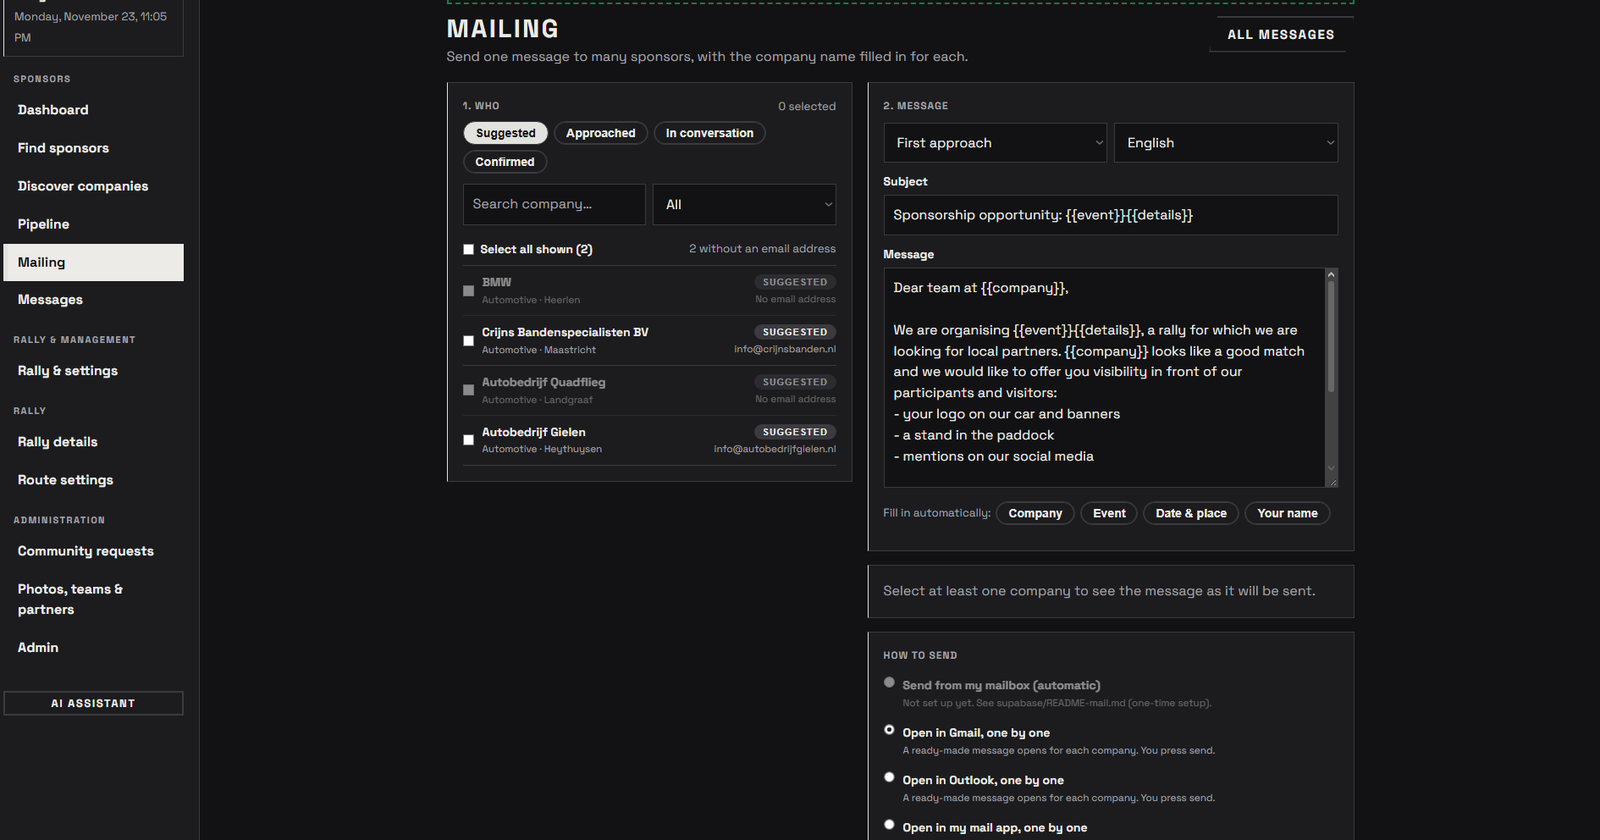 Monday, November 23, 11:05
PM
SPONSORS
Dashboard
Find sponsors
Discover companies
Pipeline
Mailing
Messages
RALLY & MANAGEMENT
Rally & settings
RALLY
Rally details
Route settings
ADMINISTRATION
Community requests
Photos, teams &
partners
Admin
AI ASSISTANT
MAILING
Send one message to many sponsors, with the company name filled in for each.
ALL MESSAGES
1. WHO
0 selected
Suggested
Approached
In conversation
Confirmed
Search company...
All
Select all shown (2)
2 without an email address
BMW
SUGGESTED
Automotive · Heerlen
No email address
Crijns Bandenspecialisten BV
SUGGESTED
Automotive · Maastricht
info@crijnsbanden.nl
Autobedrijf Quadflieg
SUGGESTED
Automotive · Landgraaf
No email address
Autobedrijf Gielen
SUGGESTED
Automotive · Heythuysen
info@autobedrijfgielen.nl
2. MESSAGE
First approach
English
Subject
Sponsorship opportunity: {{event}}{{details}}
Message
Dear team at {{company}},
We are organising {{event}}{{details}}, a rally for which we are
looking for local partners. {{company}} looks like a good match
and we would like to offer you visibility in front of our
participants and visitors:
- your logo on our car and banners
- a stand in the paddock
- mentions on our social media
Fill in automatically:
Company
Event
Date & place
Your name
Select at least one company to see the message as it will be sent.
HOW TO SEND
Send from my mailbox (automatic)
Not set up yet. See supabase/README-mail.md (one-time setup).
Open in Gmail, one by one
A ready-made message opens for each company. You press send.
Open in Outlook, one by one
A ready-made message opens for each company. You press send.
Open in my mail app, one by one